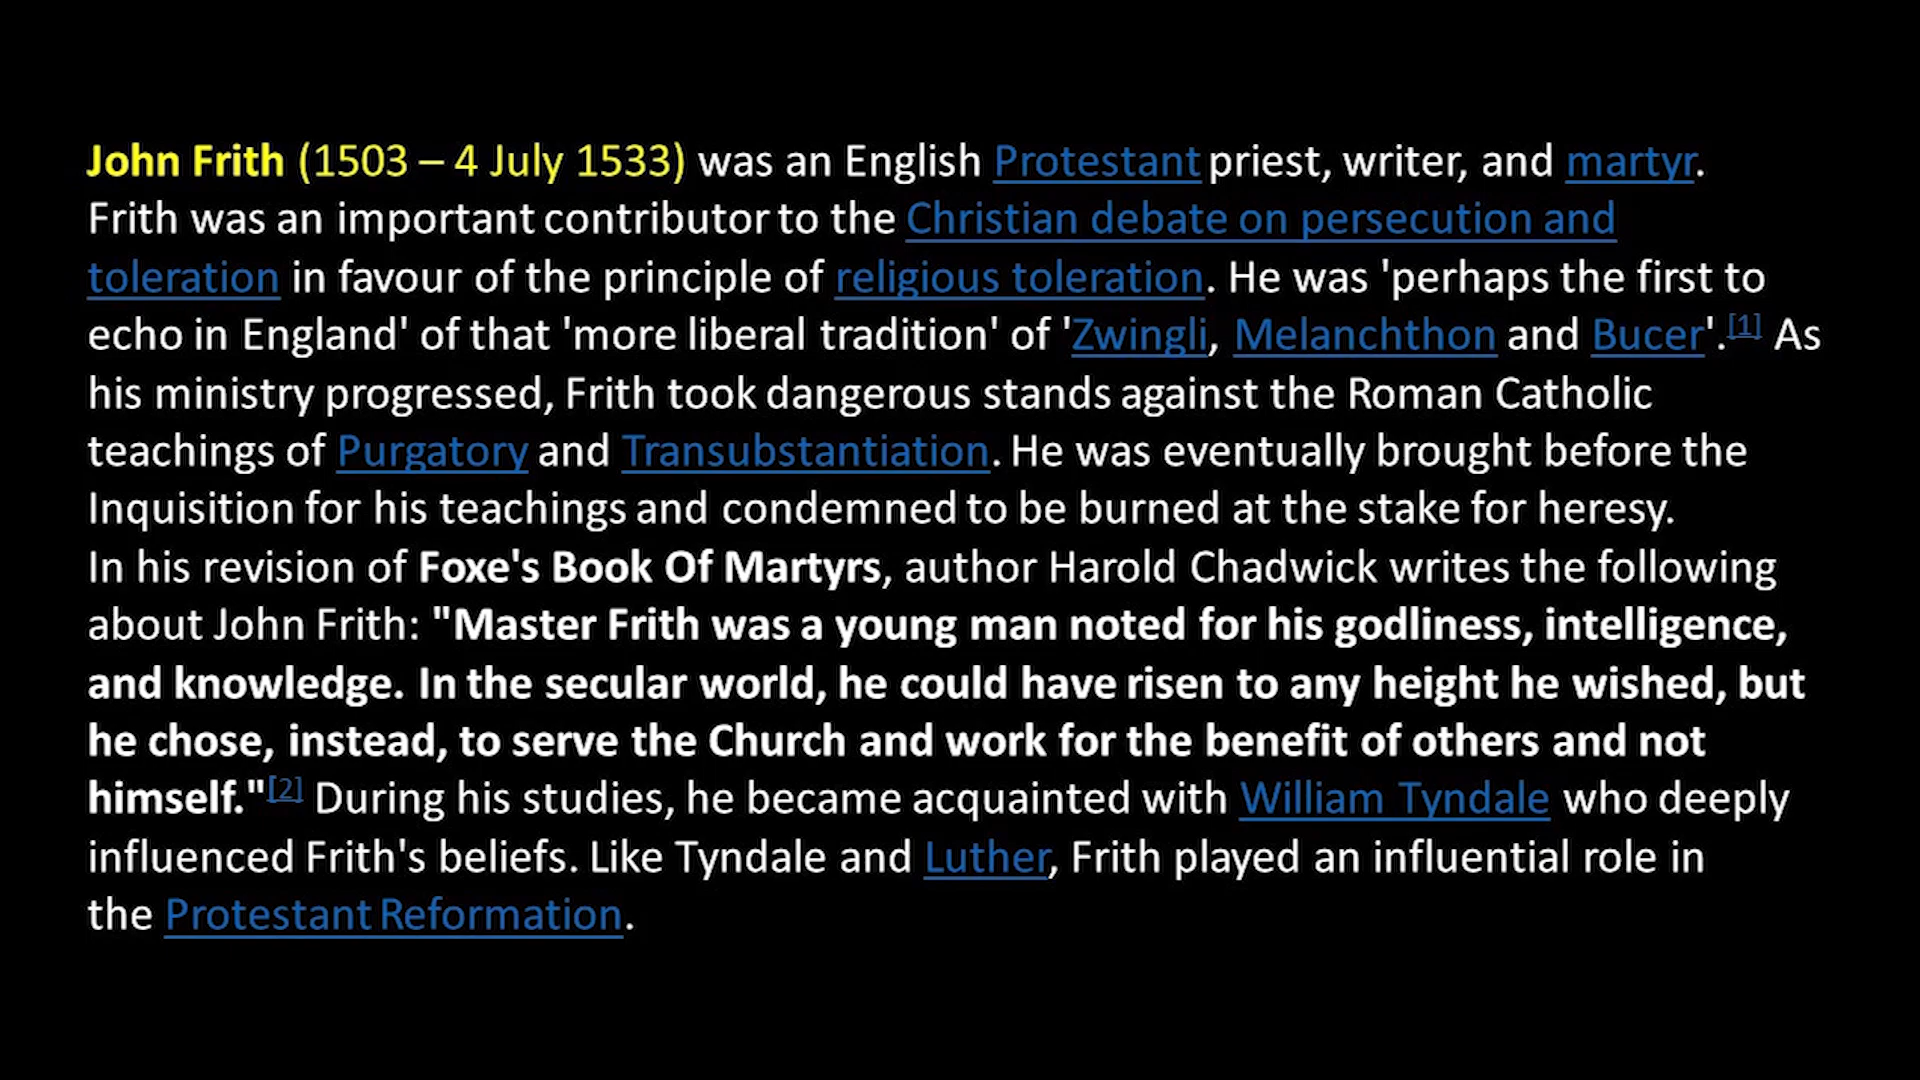 John Frith (1503 – 4 July 1533) was an English Protestant priest, writer, and martyr.
Frith was an important contributor to the Christian debate on persecution and
toleration in favour of the principle of religious toleration. He was 'perhaps the first to
echo in England' of that 'more liberal tradition' of 'Zwingli, Melanchthon and Bucer'.[1] As
his ministry progressed, Frith took dangerous stands against the Roman Catholic
teachings of Purgatory and Transubstantiation. He was eventually brought before the
Inquisition for his teachings and condemned to be burned at the stake for heresy.
In his revision of Foxe's Book Of Martyrs, author Harold Chadwick writes the following
about John Frith: "Master Frith was a young man noted for his godliness, intelligence,
and knowledge. In the secular world, he could have risen to any height he wished, but
he chose, instead, to serve the Church and work for the benefit of others and not
himself."[2] During his studies, he became acquainted with William Tyndale who deeply
influenced Frith's beliefs. Like Tyndale and Luther, Frith played an influential role in
the Protestant Reformation.